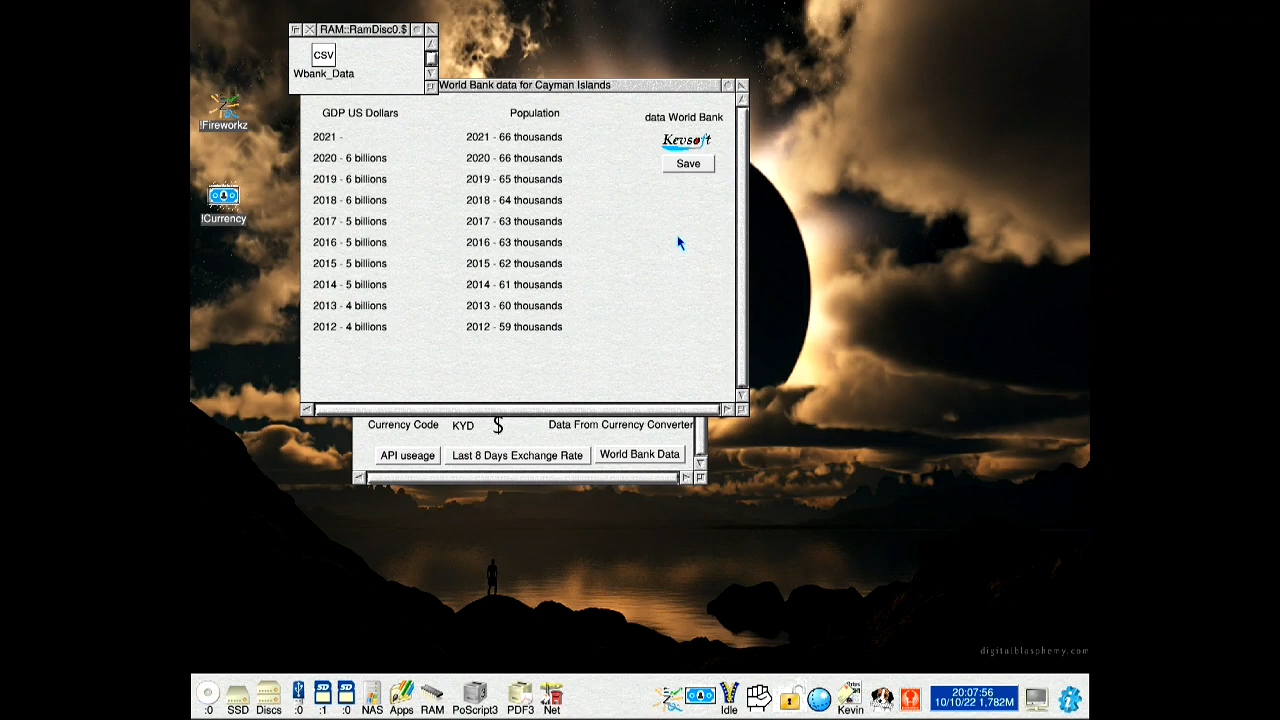 RAM::RamDisc0.$
CSV
Wbank_Data
World Bank data for Cayman Islands
!Fireworkz
!Currency
GDP US Dollars Population data World Bank
Kevsoft
Save
2021 - 2021 - 66 thousands
2020 - 6 billions 2020 - 66 thousands
2019 - 6 billions 2019 - 65 thousands
2018 - 6 billions 2018 - 64 thousands
2017 - 5 billions 2017 - 63 thousands
2016 - 5 billions 2016 - 63 thousands
2015 - 5 billions 2015 - 62 thousands
2014 - 5 billions 2014 - 61 thousands
2013 - 4 billions 2013 - 60 thousands
2012 - 4 billions 2012 - 59 thousands
Currency Code KYD $ Data From Currency Converter
API useage Last 8 Days Exchange Rate World Bank Data
digitalblasphemy.com
:0 SSD Discs :0 :1 :0 NAS Apps RAM PoScript3 PDF3 Net Idle Kevin
20:07:56
10/10/22 1,782M